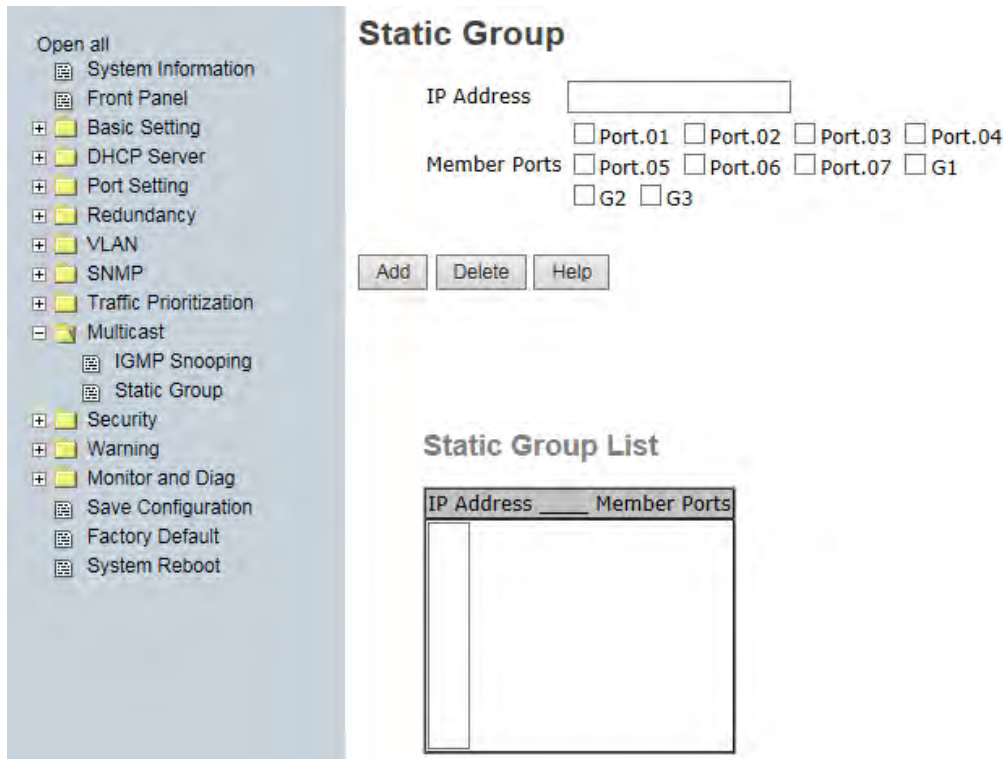 Open all
System Information
Front Panel
Basic Setting
DHCP Server
Port Setting
Redundancy
VLAN
SNMP
Traffic Prioritization
Multicast
IGMP Snooping
Static Group
Security
Warning
Monitor and Diag
Save Configuration
Factory Default
System Reboot
Static Group
IP Address
Member Ports
Port.01 Port.02 Port.03 Port.04
Port.05 Port.06 Port.07 G1
G2 G3
Add Delete Help
Static Group List
IP Address ____ Member Ports